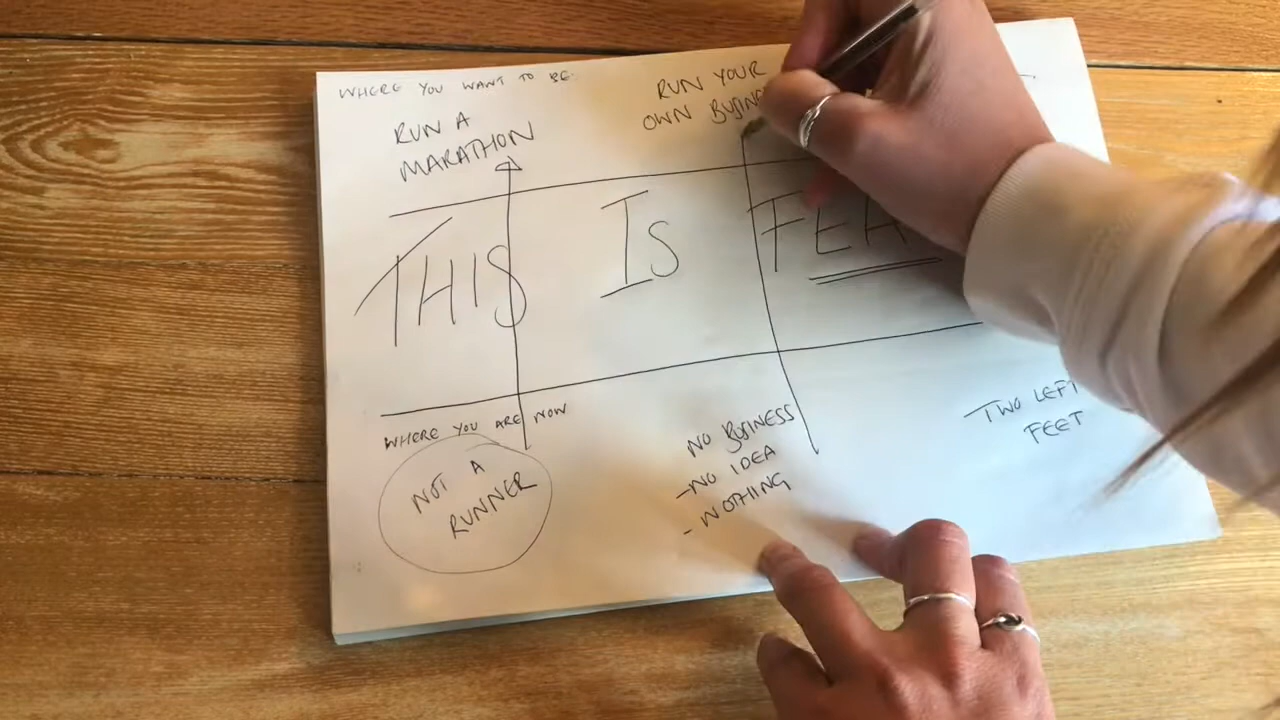 WHERE YOU WANT TO BE:
RUN A
MARATHON
RUN YOUR
OWN
THIS IS
WHERE YOU ARE NOW
NOT A
RUNNER
NO BUSINESS
- NO IDEA
- NOTHING
TWO LEFT
FEET